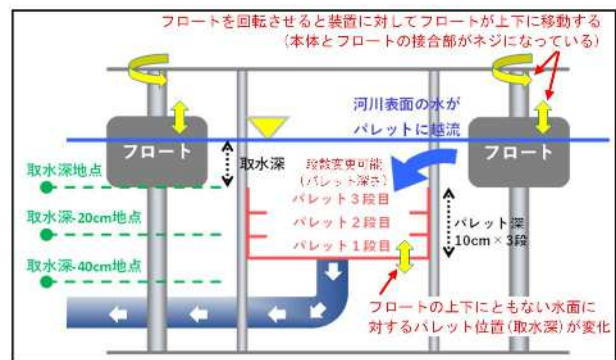 フロートを回転させると装置に対してフロートが上下に移動する
(本体とフロートの接合部がネジになっている)
河川表面の水が
パレットに越流
フロート
取水深
フロート
取水深地点
段数変更可能
(パレット深さ)
パレット3段目
取水深-20cm地点
パレット2段目
パレット深
10cm×3段
パレット1段目
取水深-40cm地点
フロートの上下にともない水面に
対するパレット位置(取水深)が変化